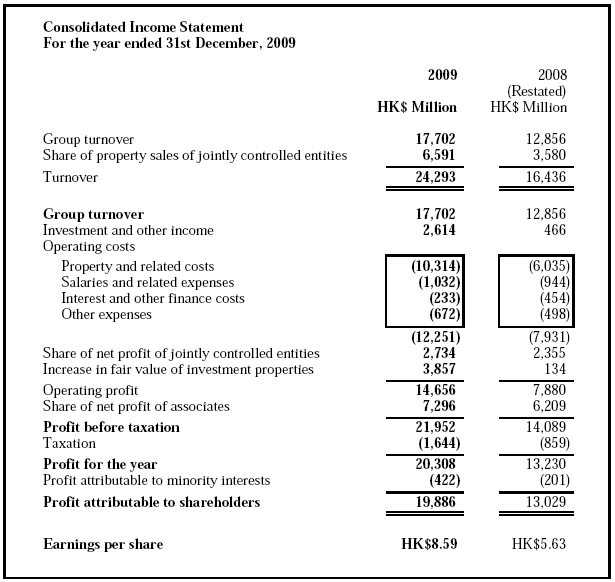 Consolidated Income Statement
For the year ended 31st December, 2009
2009 2008
(Restated)
HK$ Million HK$ Million
Group turnover 17,702 12,856
Share of property sales of jointly controlled entities 6,591 3,580
Turnover 24,293 16,436
Group turnover 17,702 12,856
Investment and other income 2,614 466
Operating costs
Property and related costs (10,314) (6,035)
Salaries and related expenses (1,032) (944)
Interest and other finance costs (233) (454)
Other expenses (672) (498)
(12,251) (7,931)
Share of net profit of jointly controlled entities 2,734 2,355
Increase in fair value of investment properties 3,857 134
Operating profit 14,656 7,880
Share of net profit of associates 7,296 6,209
Profit before taxation 21,952 14,089
Taxation (1,644) (859)
Profit for the year 20,308 13,230
Profit attributable to minority interests (422) (201)
Profit attributable to shareholders 19,886 13,029
Earnings per share HK$8.59 HK$5.63